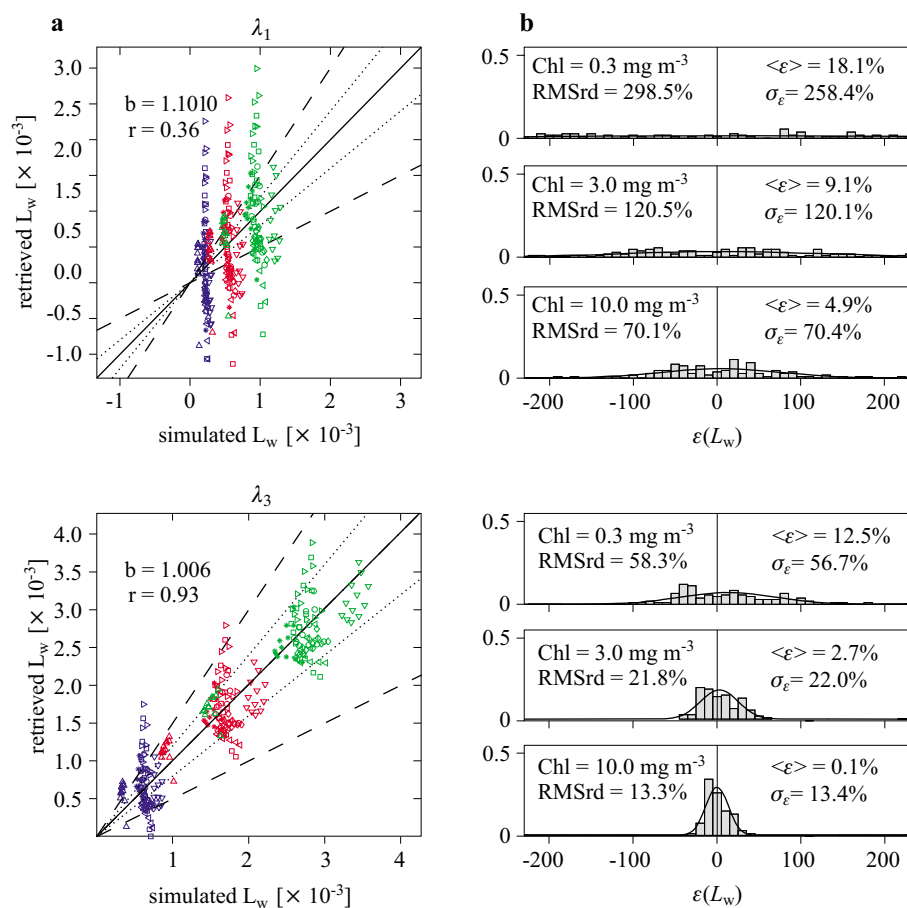 a
λ1
3.0
2.0
1.5
0.5
0.0
-0.5
-1.0
retrieved Lw [× 10-3]
b = 1.1010
r = 0.36
-1 0 1 2 3
simulated Lw [× 10-3]
b
0.5
0
Chl = 0.3 mg m-3
RMSrd = 298.5%
<ε> = 18.1%
σε= 258.4%
0.5
0
Chl = 3.0 mg m-3
RMSrd = 120.5%
<ε> = 9.1%
σε= 120.1%
0.5
0
Chl = 10.0 mg m-3
RMSrd = 70.1%
<ε> = 4.9%
σε= 70.4%
-200 -100 0 100 200
ε(Lw)
λ3
4.0
3.0
2.5
2.0
1.5
1.0
0.5
retrieved Lw [× 10-3]
b = 1.006
r = 0.93
1 2 3 4
simulated Lw [× 10-3]
0.5
0
Chl = 0.3 mg m-3
RMSrd = 58.3%
<ε> = 12.5%
σε= 56.7%
0.5
0
Chl = 3.0 mg m-3
RMSrd = 21.8%
<ε> = 2.7%
σε= 22.0%
0.5
0
Chl = 10.0 mg m-3
RMSrd = 13.3%
<ε> = 0.1%
σε= 13.4%
-200 -100 0 100 200
ε(Lw)